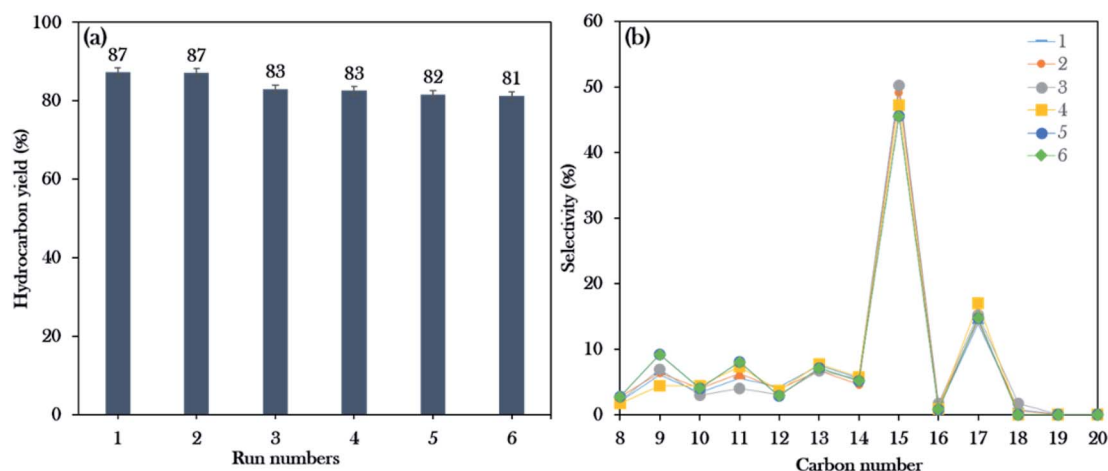 (a)
100
80
60
40
20
0
Hydrocarbon yield (%)
87 87 83 83 82 81
1 2 3 4 5 6
Run numbers
(b)
60
50
40
30
20
10
0
Selectivity (%)
1
2
3
4
5
6
8 9 10 11 12 13 14 15 16 17 18 19 20
Carbon number